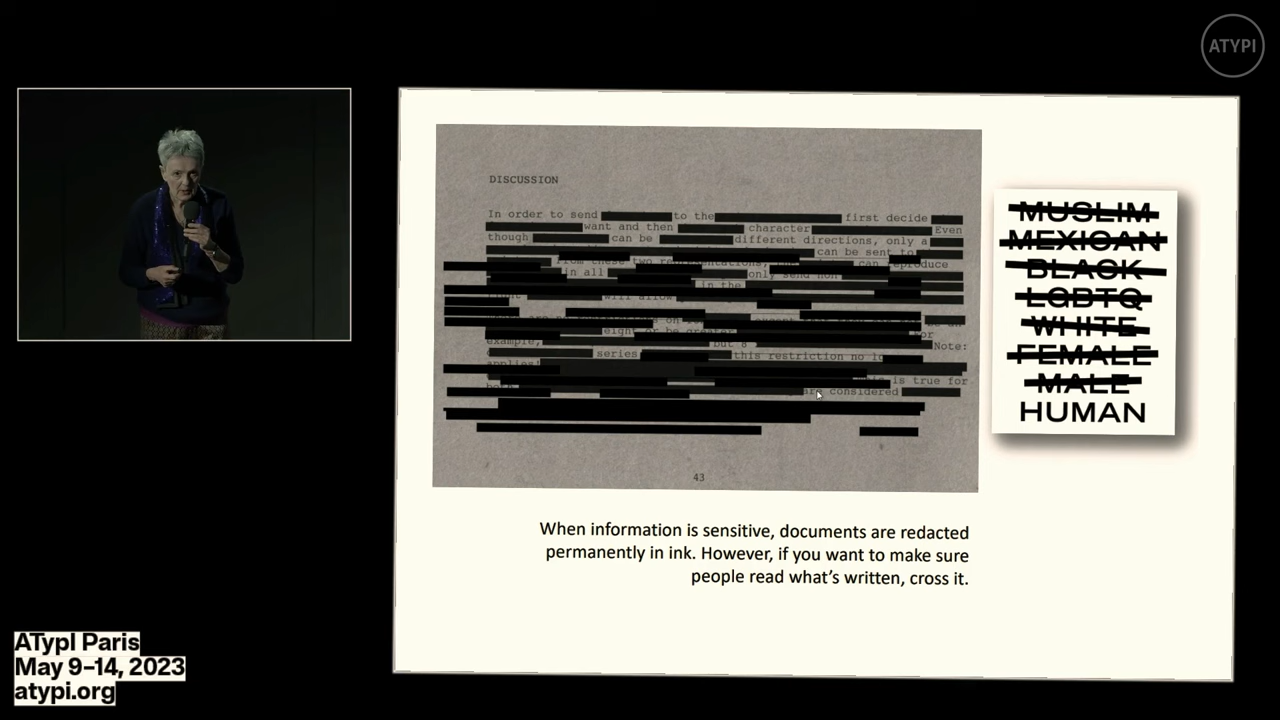 ATYPI
DISCUSSION
In order to send to the first decide
want and then character Even
though can be different directions, only a
can be sent to
From these two representations, can reproduce
in all only send non
in the
will allow
eight or be greater or
example, but 8 Note:
series this restriction no lo
applies!
is true for
both are considered
43
MUSLIM
MEXICAN
BLACK
LGBTQ
WHITE
FEMALE
MALE
HUMAN
When information is sensitive, documents are redacted
permanently in ink. However, if you want to make sure
people read what’s written, cross it.
ATypI Paris
May 9–14, 2023
atypi.org